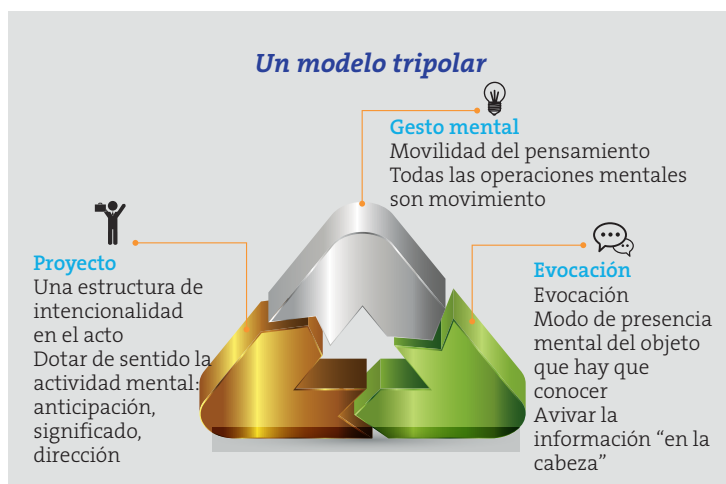 Un modelo tripolar
Gesto mental
Movilidad del pensamiento
Todas las operaciones mentales
son movimiento
Proyecto
Una estructura de
intencionalidad
en el acto
Dotar de sentido la
actividad mental:
anticipación,
significado,
dirección
Evocación
Evocación
Modo de presencia
mental del objeto
que hay que
conocer
Avivar la
información “en la
cabeza”